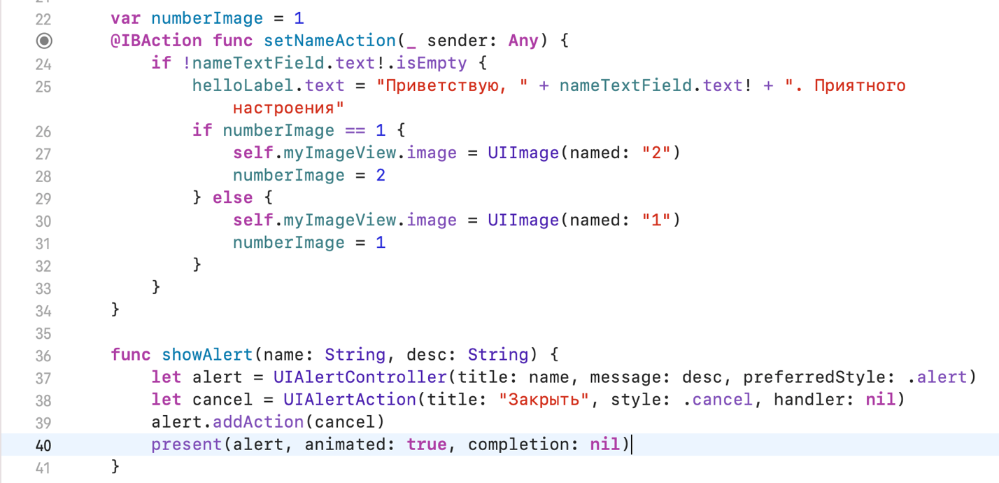 22 var numberImage = 1
@IBAction func setNameAction(_ sender: Any) {
24 if !nameTextField.text!.isEmpty {
25 helloLabel.text = "Приветствую, " + nameTextField.text! + ". Приятного
настроения"
26 if numberImage == 1 {
27 self.myImageView.image = UIImage(named: "2")
28 numberImage = 2
29 } else {
30 self.myImageView.image = UIImage(named: "1")
31 numberImage = 1
32 }
33 }
34 }
35
36 func showAlert(name: String, desc: String) {
37 let alert = UIAlertController(title: name, message: desc, preferredStyle: .alert)
38 let cancel = UIAlertAction(title: "Закрыть", style: .cancel, handler: nil)
39 alert.addAction(cancel)
40 present(alert, animated: true, completion: nil)
41 }